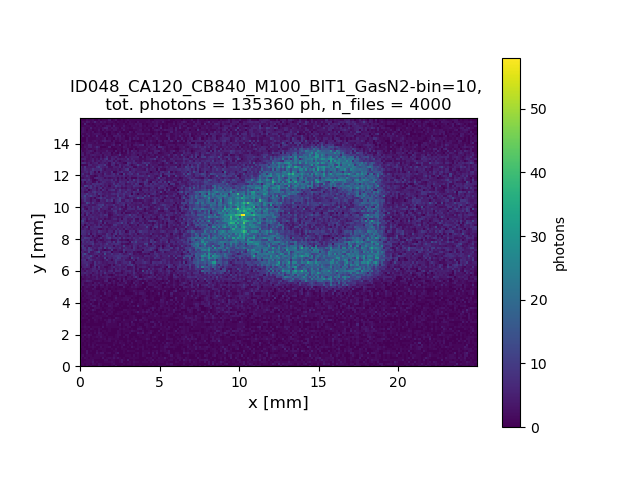 ID048_CA120_CB840_M100_BIT1_GasN2-bin=10,
tot. photons = 135360 ph, n_files = 4000
14
12
10
8
6
4
2
0
y [mm]
0 5 10 15 20
x [mm]
50
40
30
20
10
0
photons